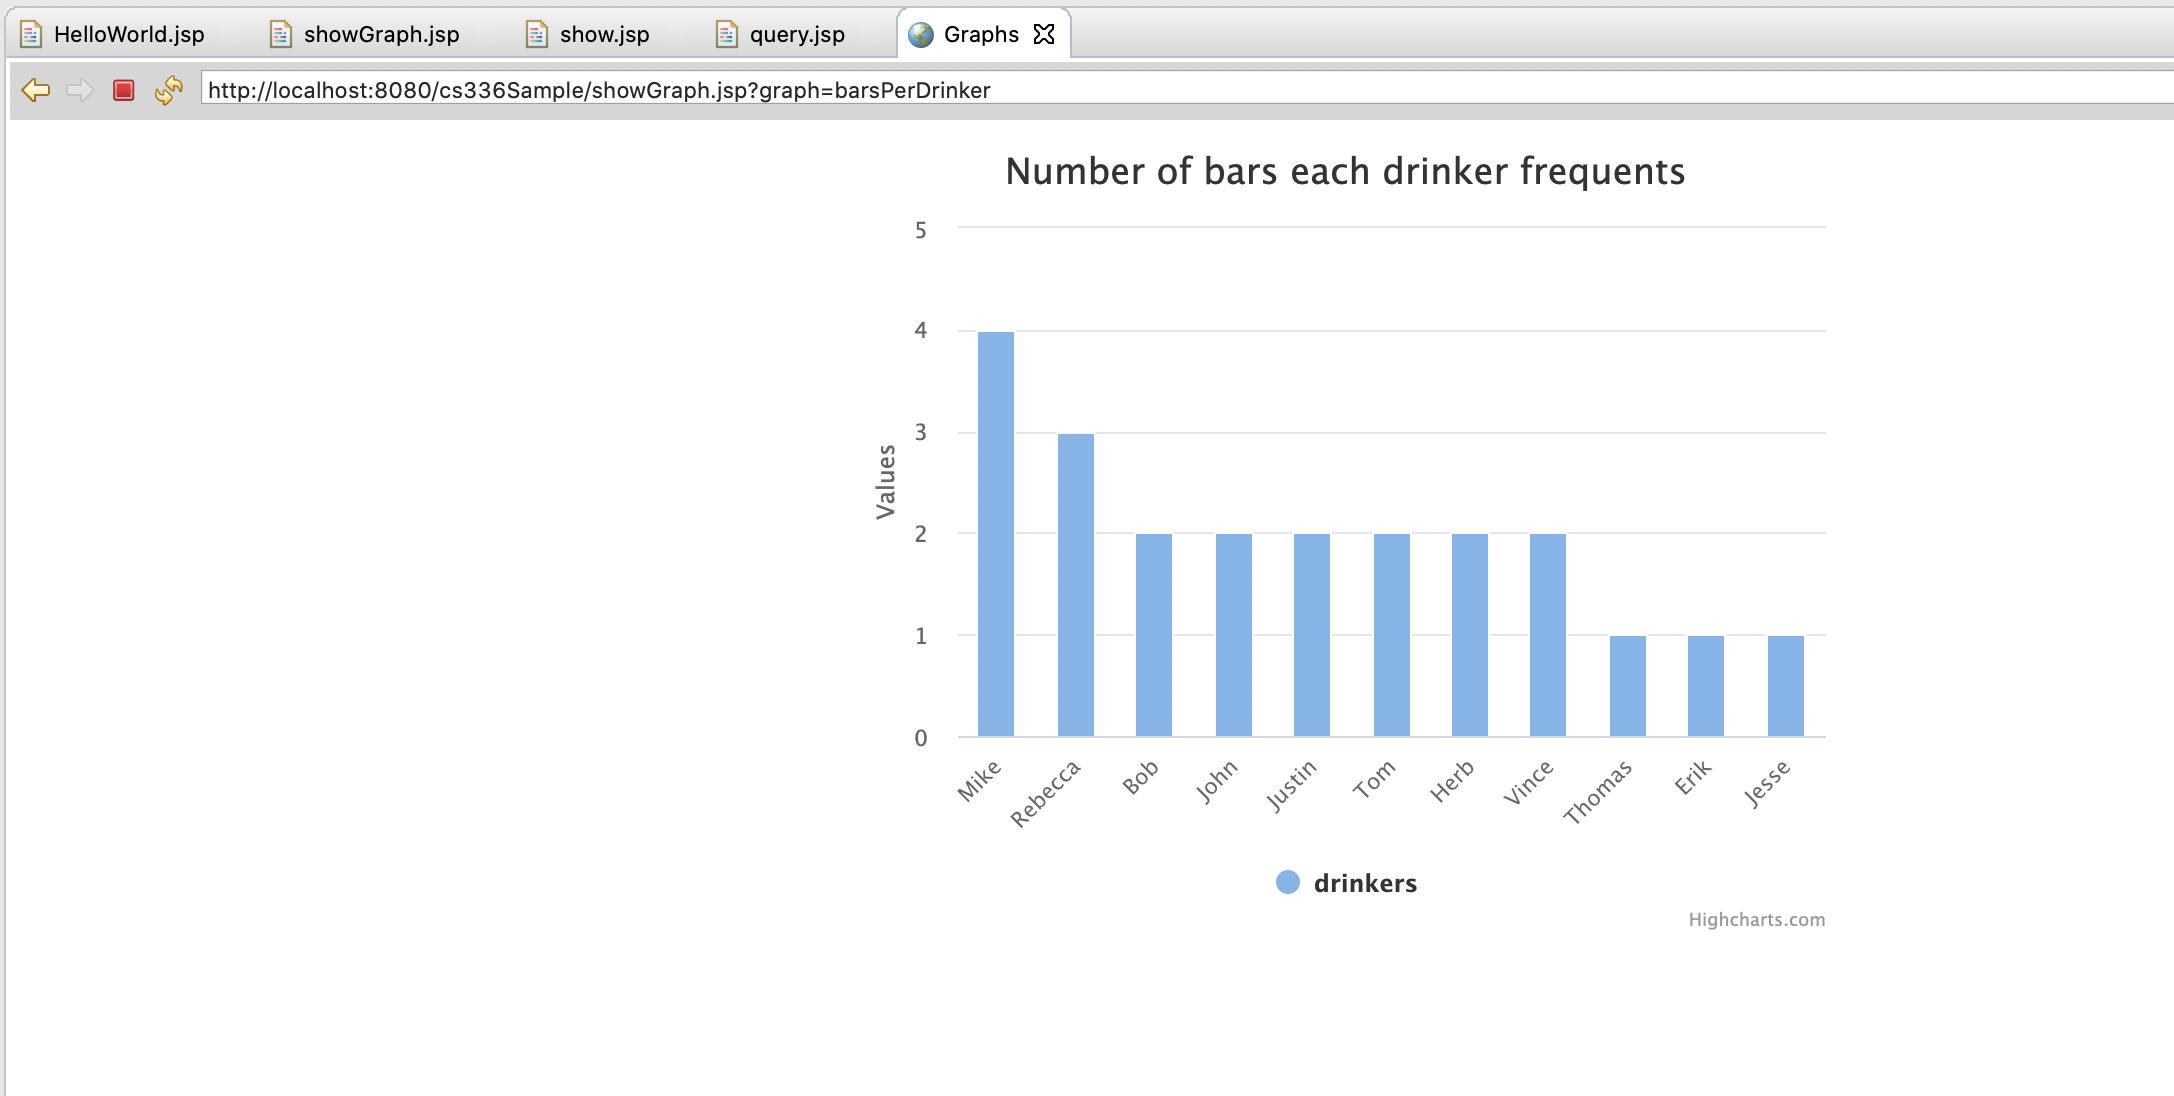 HelloWorld.jsp showGraph.jsp show.jsp query.jsp Graphs
http://localhost:8080/cs336Sample/showGraph.jsp?graph=barsPerDrinker
Number of bars each drinker frequents
Values
5
4
3
2
1
0
Mike Rebecca Bob John Justin Tom Herb Vince Thomas Erik Jesse
drinkers
Highcharts.com